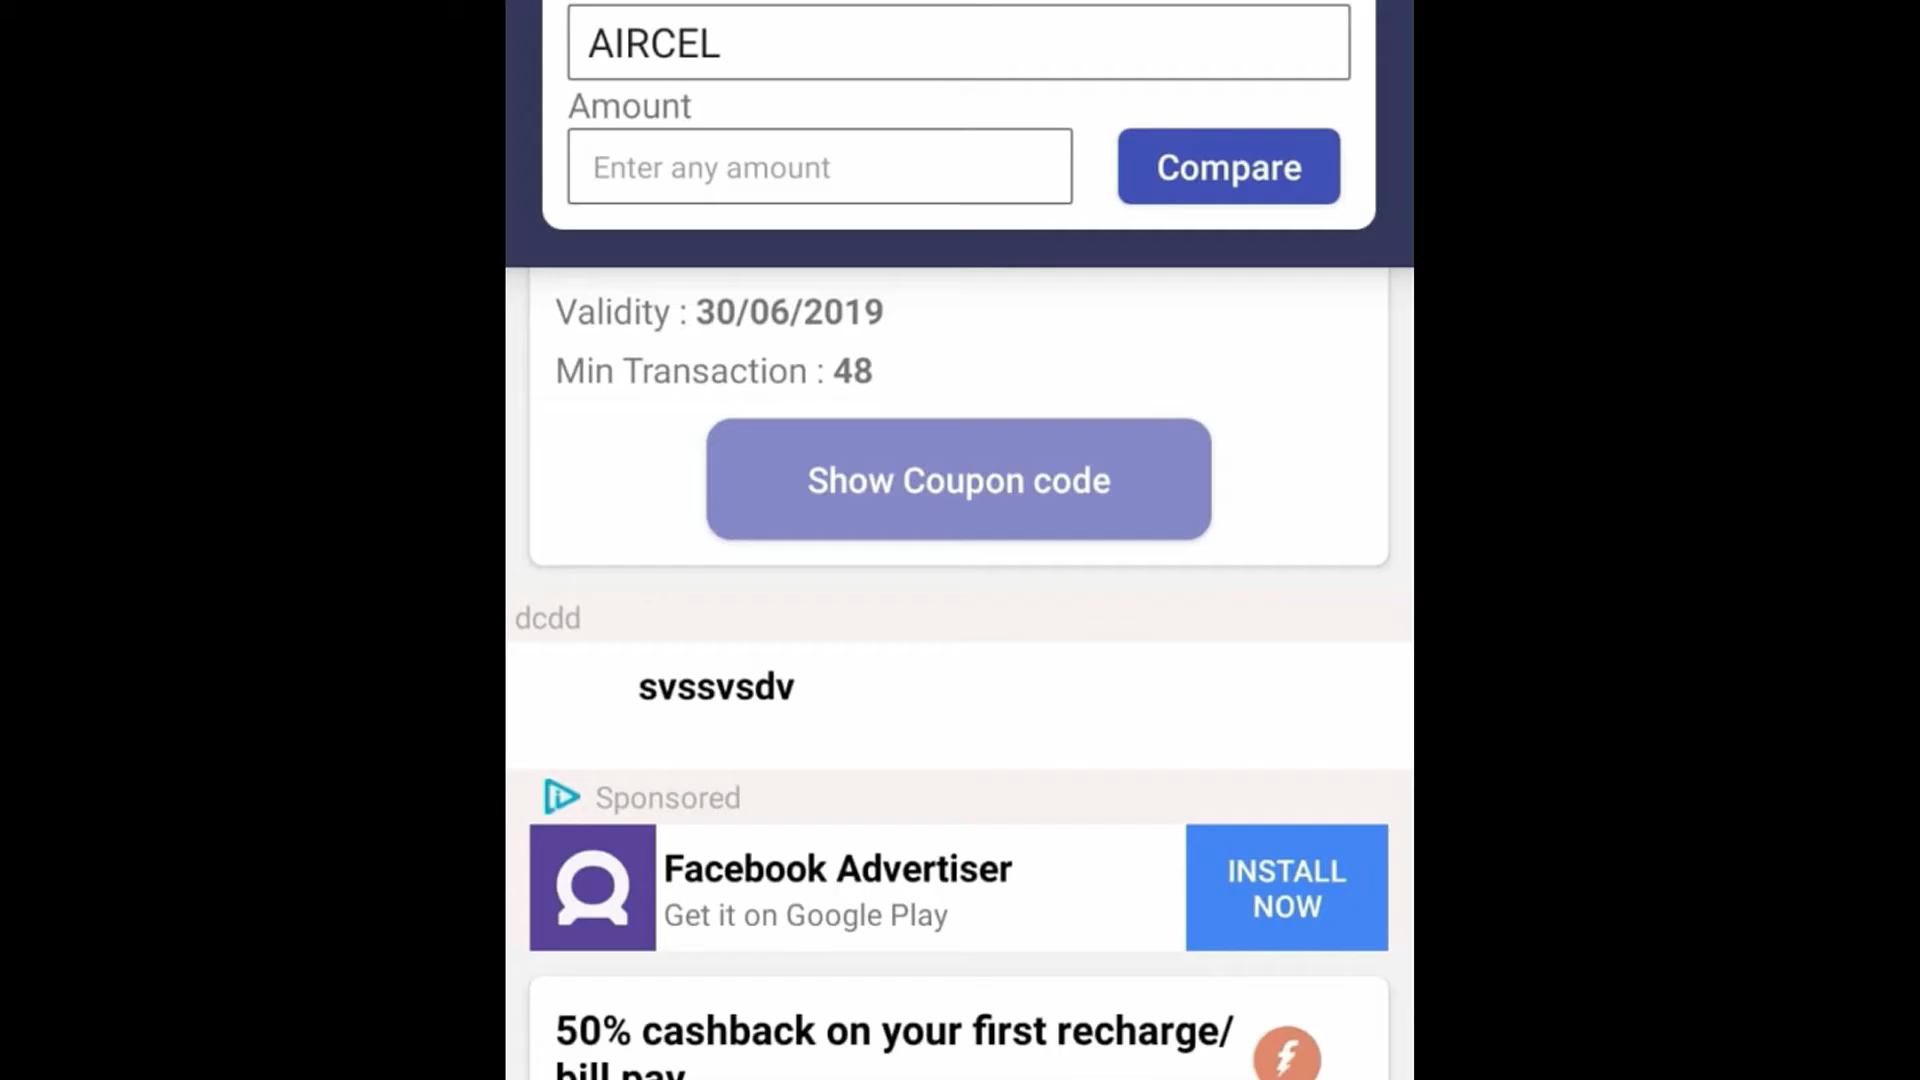 AIRCEL
Amount
Enter any amount
Compare
Validity : 30/06/2019
Min Transaction : 48
Show Coupon code
dcdd
svssvsdv
Sponsored
Facebook Advertiser
Get it on Google Play
INSTALL
NOW
50% cashback on your first recharge/
bill pay